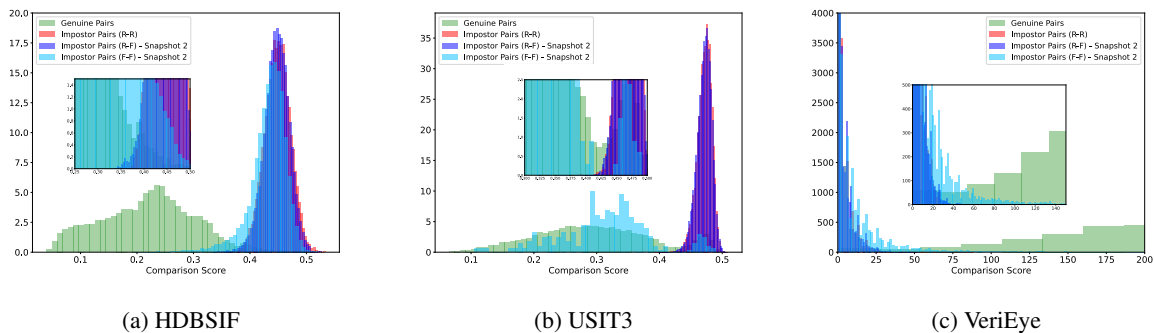 20.0
17.5
15.0
12.5
10.0
7.5
5.0
2.5
0.0
0.1 0.2 0.3 0.4 0.5
Comparison Score
Genuine Pairs
Impostor Pairs (R-R)
Impostor Pairs (R-F) - Snapshot 2
Impostor Pairs (F-F) - Snapshot 2
(a) HDBSIF
35
30
25
20
15
10
5
0
0.1 0.2 0.3 0.4 0.5
Comparison Score
Genuine Pairs
Impostor Pairs (R-R)
Impostor Pairs (R-F) - Snapshot 2
Impostor Pairs (F-F) - Snapshot 2
(b) USIT3
4000
3500
3000
2500
2000
1500
1000
500
0
0 25 50 75 100 125 150 175 200
Comparison Score
Genuine Pairs
Impostor Pairs (R-R)
Impostor Pairs (R-F) - Snapshot 2
Impostor Pairs (F-F) - Snapshot 2
500
400
300
200
100
0
0 20 40 60 80 100 120 140
(c) VeriEye